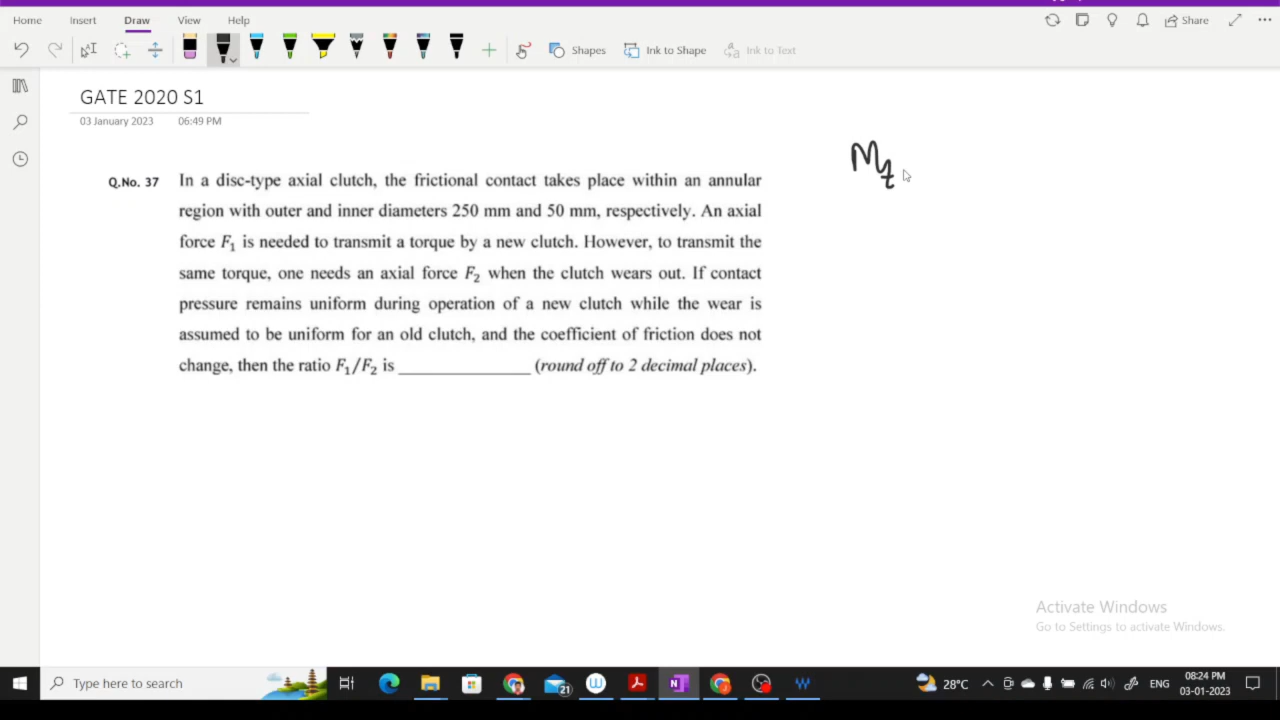 Home Insert Draw View Help
Share
Shapes Ink to Shape Ink to Text
GATE 2020 S1
03 January 2023 06:49 PM
M_t
Q.No. 37 In a disc-type axial clutch, the frictional contact takes place within an annular
region with outer and inner diameters 250 mm and 50 mm, respectively. An axial
force F₁ is needed to transmit a torque by a new clutch. However, to transmit the
same torque, one needs an axial force F₂ when the clutch wears out. If contact
pressure remains uniform during operation of a new clutch while the wear is
assumed to be uniform for an old clutch, and the coefficient of friction does not
change, then the ratio F₁/F₂ is ______________ (round off to 2 decimal places).
Activate Windows
Go to Settings to activate Windows.
Type here to search
21
28°C
ENG
08:24 PM
03-01-2023